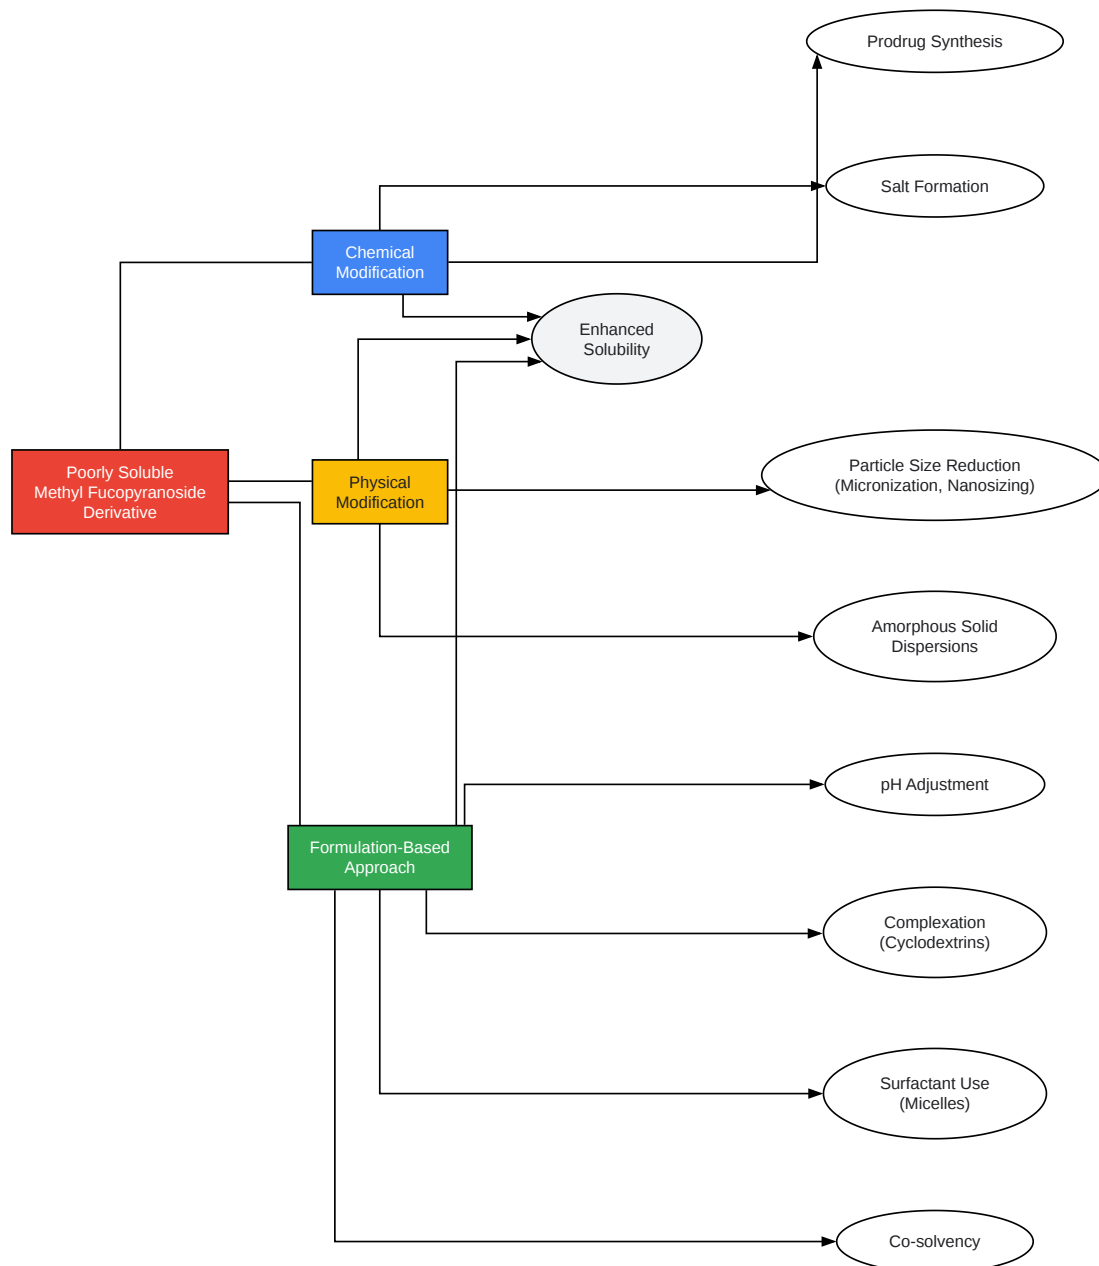 Prodrug Synthesis
Salt Formation
Chemical
Modification
Enhanced
Solubility
Poorly Soluble
Methyl Fucopyranoside
Derivative
Physical
Modification
Particle Size Reduction
(Micronization, Nanosizing)
Amorphous Solid
Dispersions
pH Adjustment
Formulation-Based
Approach
Complexation
(Cyclodextrins)
Surfactant Use
(Micelles)
Co-solvency